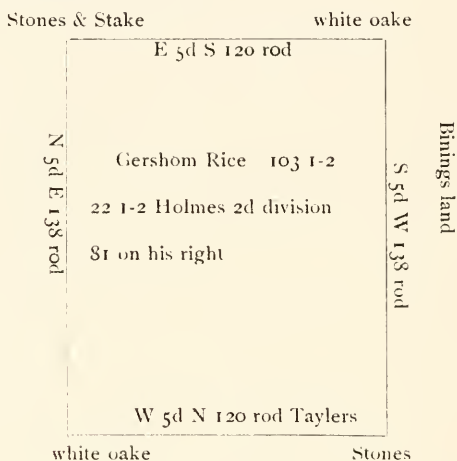 Stones & Stake white oake
E 5d S 120 rod
N 5d E 138 rod
Gershom Rice 103 1-2
22 1-2 Holmes 2d division
81 on his right
S 5d W 138 rod
Binings land
W 5d N 120 rod Taylers
white oake Stones